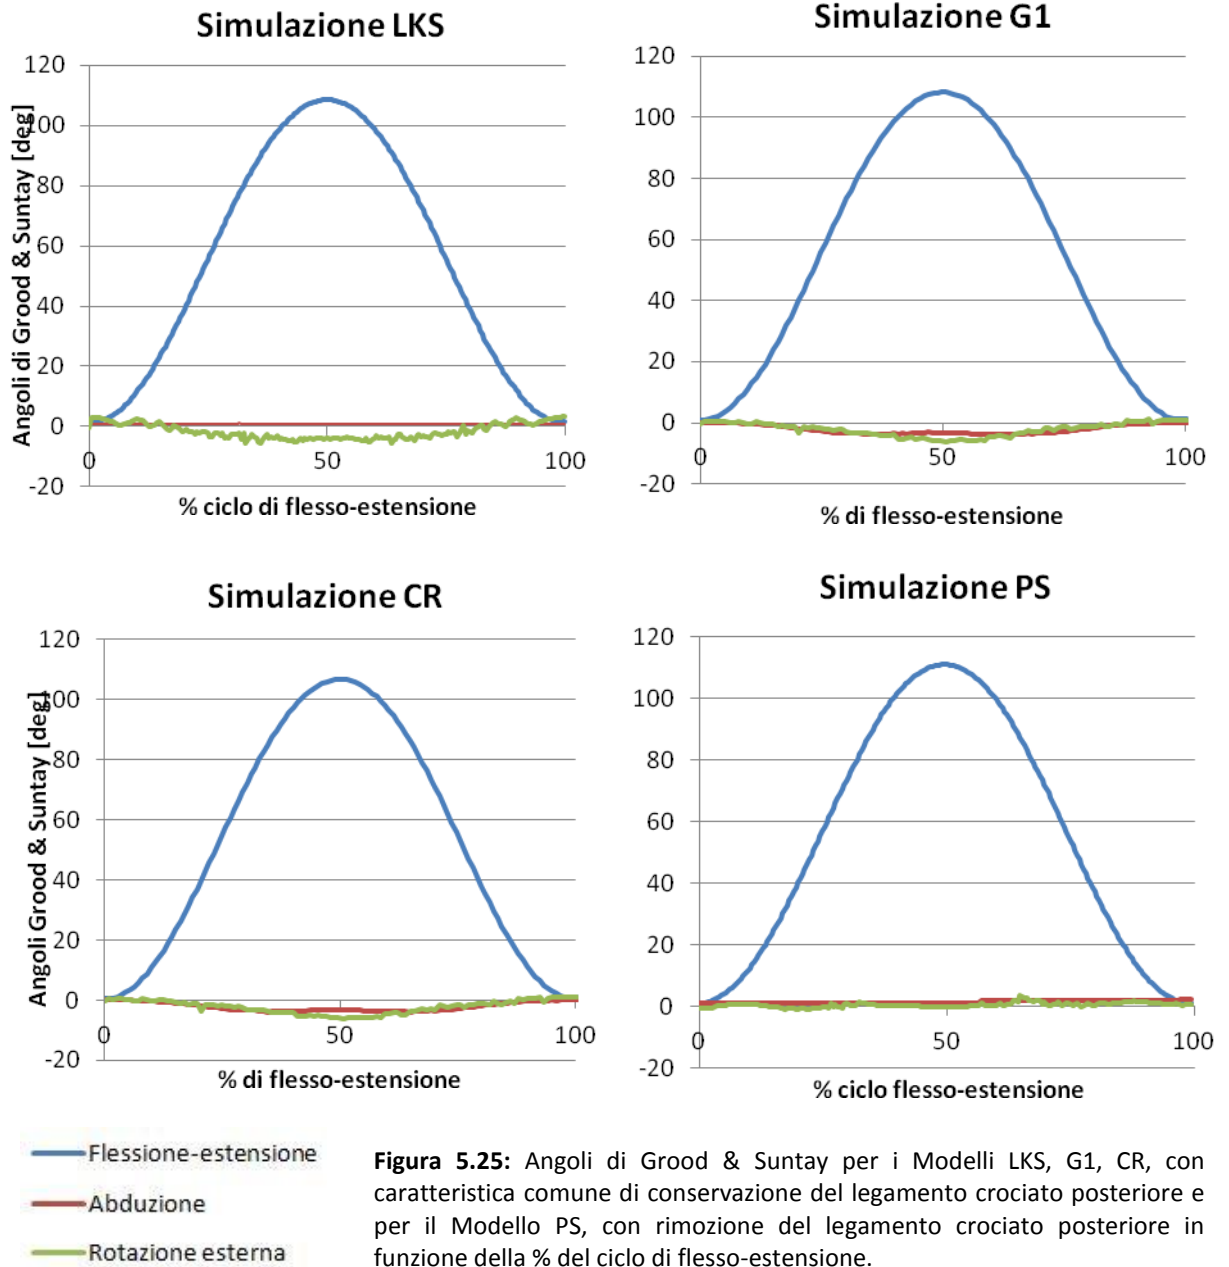 Simulazione LKS
Angoli di Grood & Suntay [deg]
120
100
80
60
40
20
0
-20
0
50
100
% ciclo di flesso-estensione
Simulazione G1
120
100
80
60
40
20
0
-20
0
50
100
% di flesso-estensione
Simulazione CR
Angoli Grood & Suntay [deg]
120
100
80
60
40
20
0
-20
0
50
100
% di flesso-estensione
Simulazione PS
120
100
80
60
40
20
0
-20
0
50
100
% ciclo flesso-estensione
Flessione-estensione
Abduzione
Rotazione esterna
Figura 5.25: Angoli di Grood & Suntay per i Modelli LKS, G1, CR, con
caratteristica comune di conservazione del legamento crociato posteriore e
per il Modello PS, con rimozione del legamento crociato posteriore in
funzione della % del ciclo di flesso-estensione.